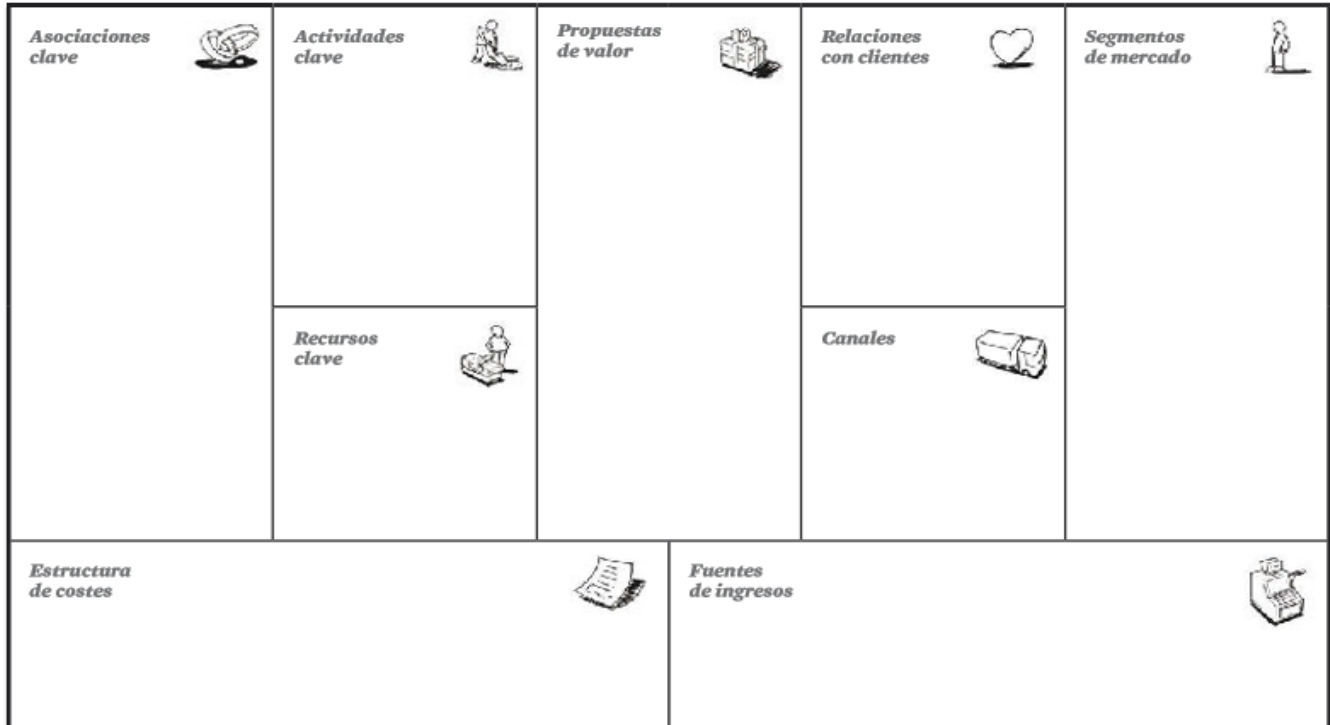 Asociaciones
clave
Actividades
clave
Propuestas
de valor
Relaciones
con clientes
Segmentos
de mercado
Recursos
clave
Canales
Estructura
de costes
Fuentes
de ingresos